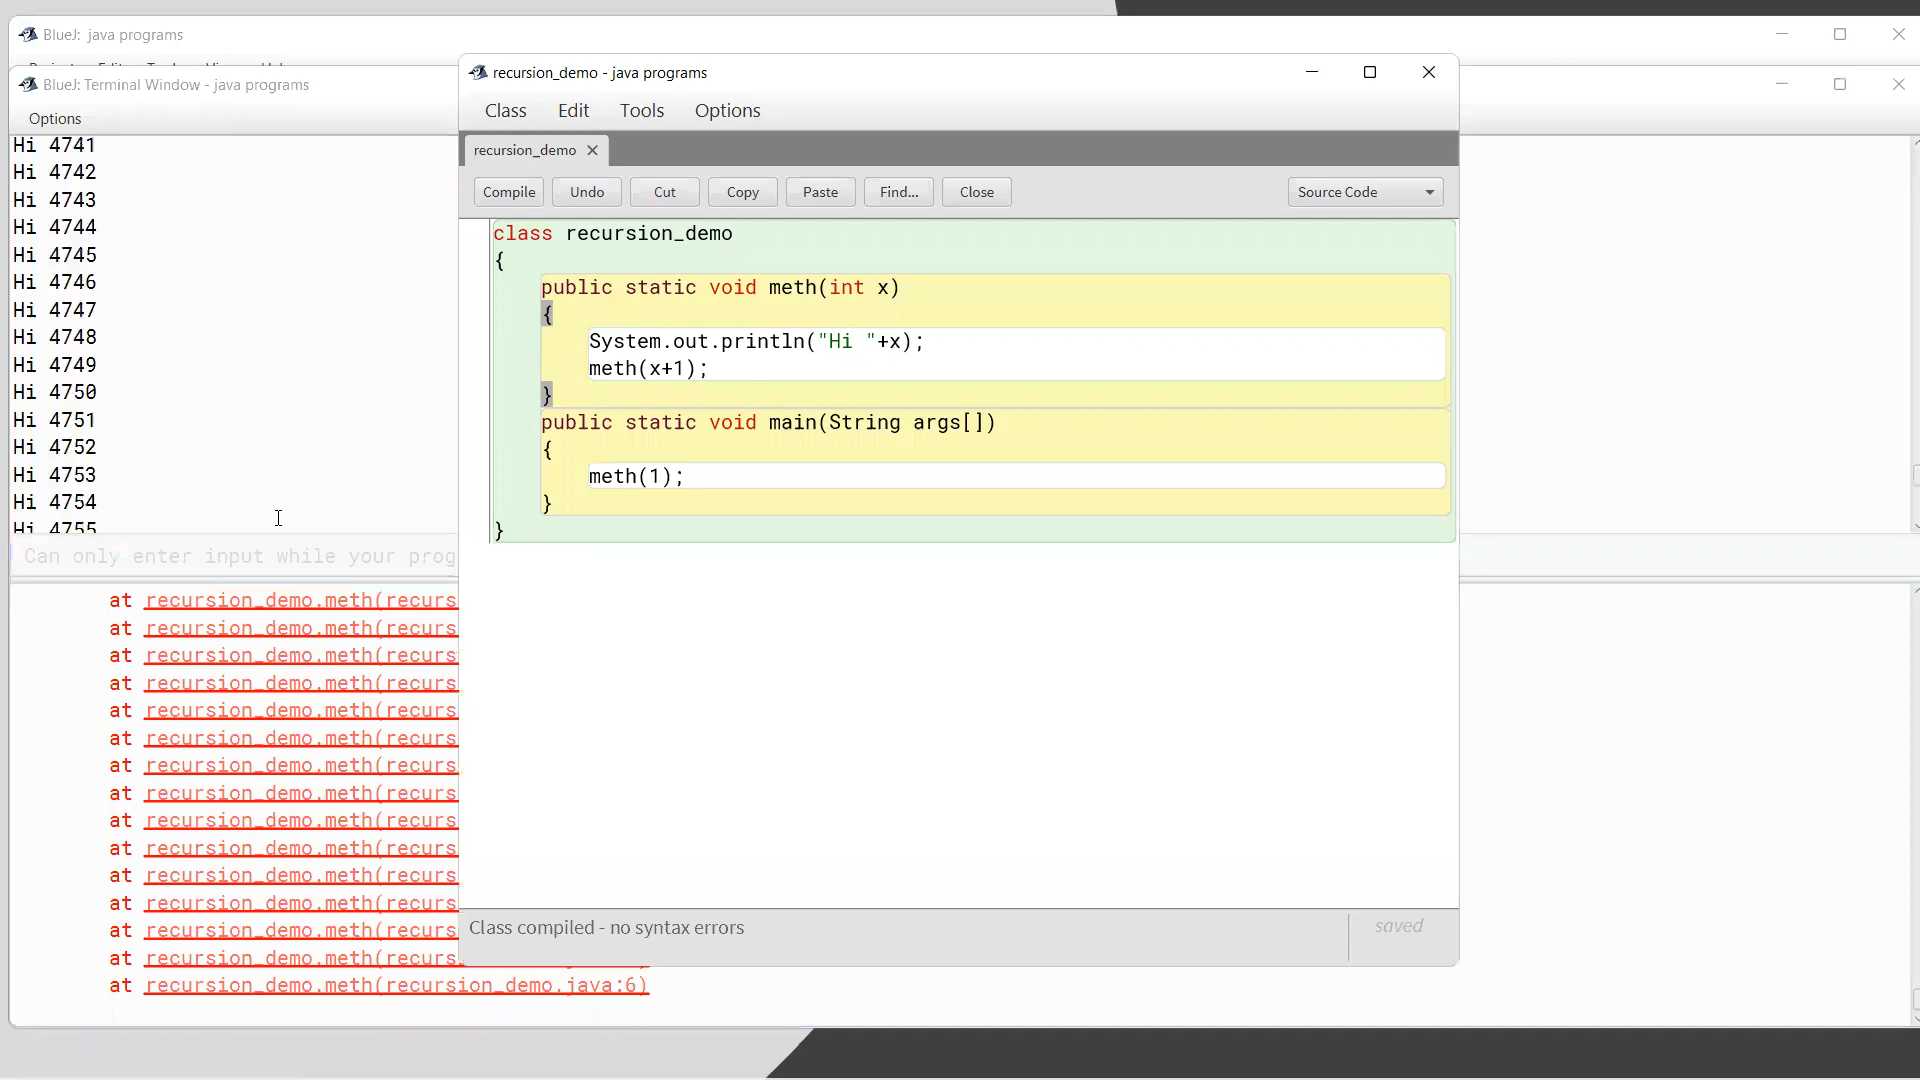 BlueJ: java programs
BlueJ: Terminal Window - java programs
Options
Hi 4741
Hi 4742
Hi 4743
Hi 4744
Hi 4745
Hi 4746
Hi 4747
Hi 4748
Hi 4749
Hi 4750
Hi 4751
Hi 4752
Hi 4753
Hi 4754
Hi 4755
Can only enter input while your prog
at recursion_demo.meth(recurs
at recursion_demo.meth(recurs
at recursion_demo.meth(recurs
at recursion_demo.meth(recurs
at recursion_demo.meth(recurs
at recursion_demo.meth(recurs
at recursion_demo.meth(recurs
at recursion_demo.meth(recurs
at recursion_demo.meth(recurs
at recursion_demo.meth(recurs
at recursion_demo.meth(recurs
at recursion_demo.meth(recurs
at recursion_demo.meth(recurs
at recursion_demo.meth(recurs
at recursion_demo.meth(recursion_demo.java:6)
recursion_demo - java programs
Class Edit Tools Options
recursion_demo
Compile Undo Cut Copy Paste Find... Close Source Code
class recursion_demo
{
public static void meth(int x)
{
System.out.println("Hi "+x);
meth(x+1);
}
public static void main(String args[])
{
meth(1);
}
}
Class compiled - no syntax errors
saved